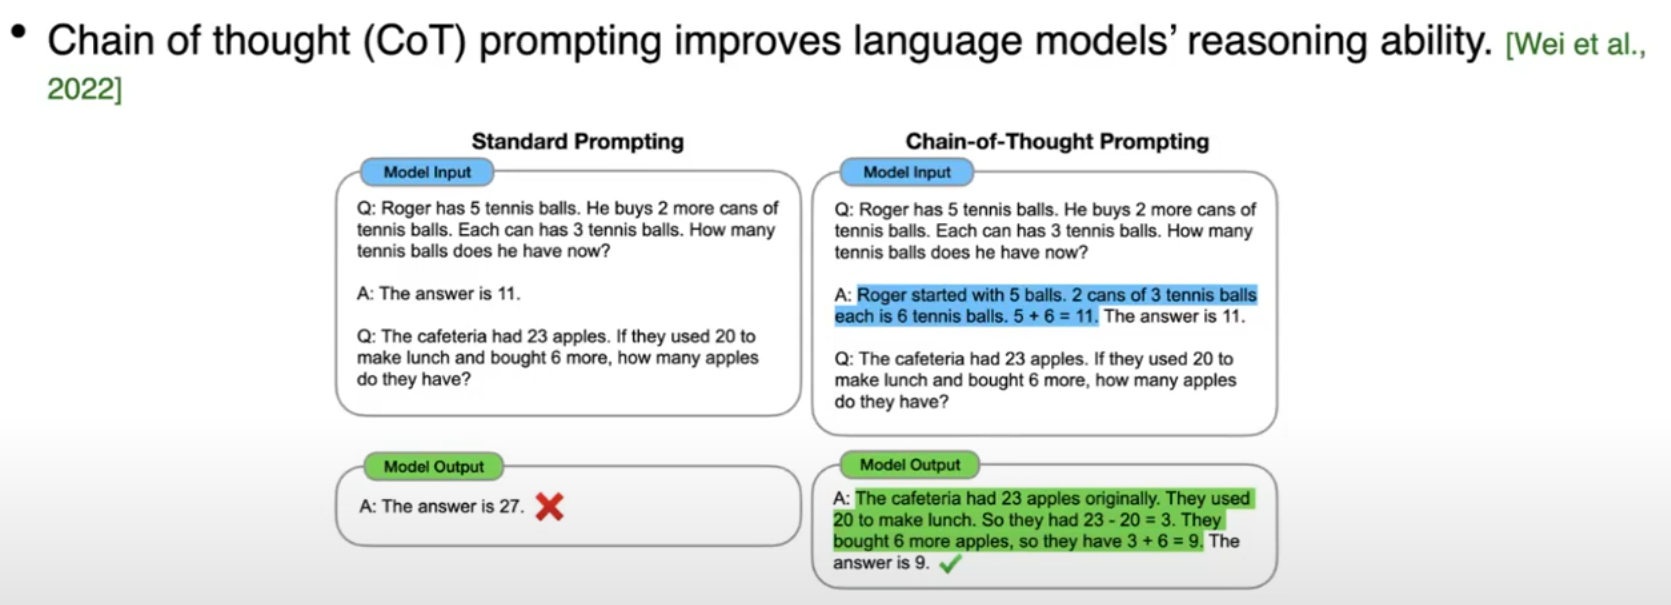 • Chain of thought (CoT) prompting improves language models' reasoning ability. [Wei et al.,
2022]
Standard Prompting
Model Input
Q: Roger has 5 tennis balls. He buys 2 more cans of
tennis balls. Each can has 3 tennis balls. How many
tennis balls does he have now?
A: The answer is 11.
Q: The cafeteria had 23 apples. If they used 20 to
make lunch and bought 6 more, how many apples
do they have?
Model Output
A: The answer is 27.
Chain-of-Thought Prompting
Model Input
Q: Roger has 5 tennis balls. He buys 2 more cans of
tennis balls. Each can has 3 tennis balls. How many
tennis balls does he have now?
A: Roger started with 5 balls. 2 cans of 3 tennis balls
each is 6 tennis balls. 5 + 6 = 11. The answer is 11.
Q: The cafeteria had 23 apples. If they used 20 to
make lunch and bought 6 more, how many apples
do they have?
Model Output
A: The cafeteria had 23 apples originally. They used
20 to make lunch. So they had 23 - 20 = 3. They
bought 6 more apples, so they have 3 + 6 = 9. The
answer is 9.